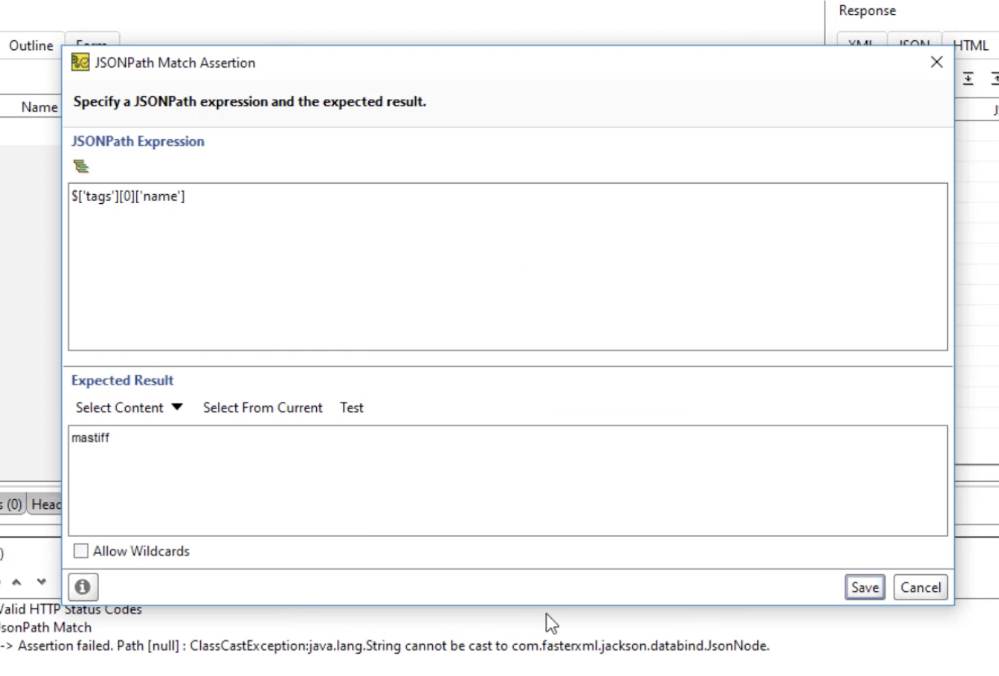 Response
Outline
Form
XML
JSON
HTML
JSONPath Match Assertion
Specify a JSONPath expression and the expected result.
Name
JSONPath Expression
$['tags'][0]['name']
Expected Result
Select Content
Select From Current
Test
mastiff
(0)
Allow Wildcards
Save
Cancel
Valid HTTP Status Codes
JsonPath Match
-> Assertion failed. Path [null] : ClassCastException:java.lang.String cannot be cast to com.fasterxml.jackson.databind.JsonNode.